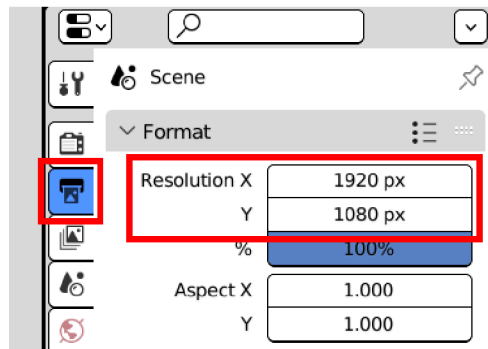 Scene
Format
Resolution X 1920 px
Y 1080 px
% 100%
Aspect X 1.000
Y 1.000